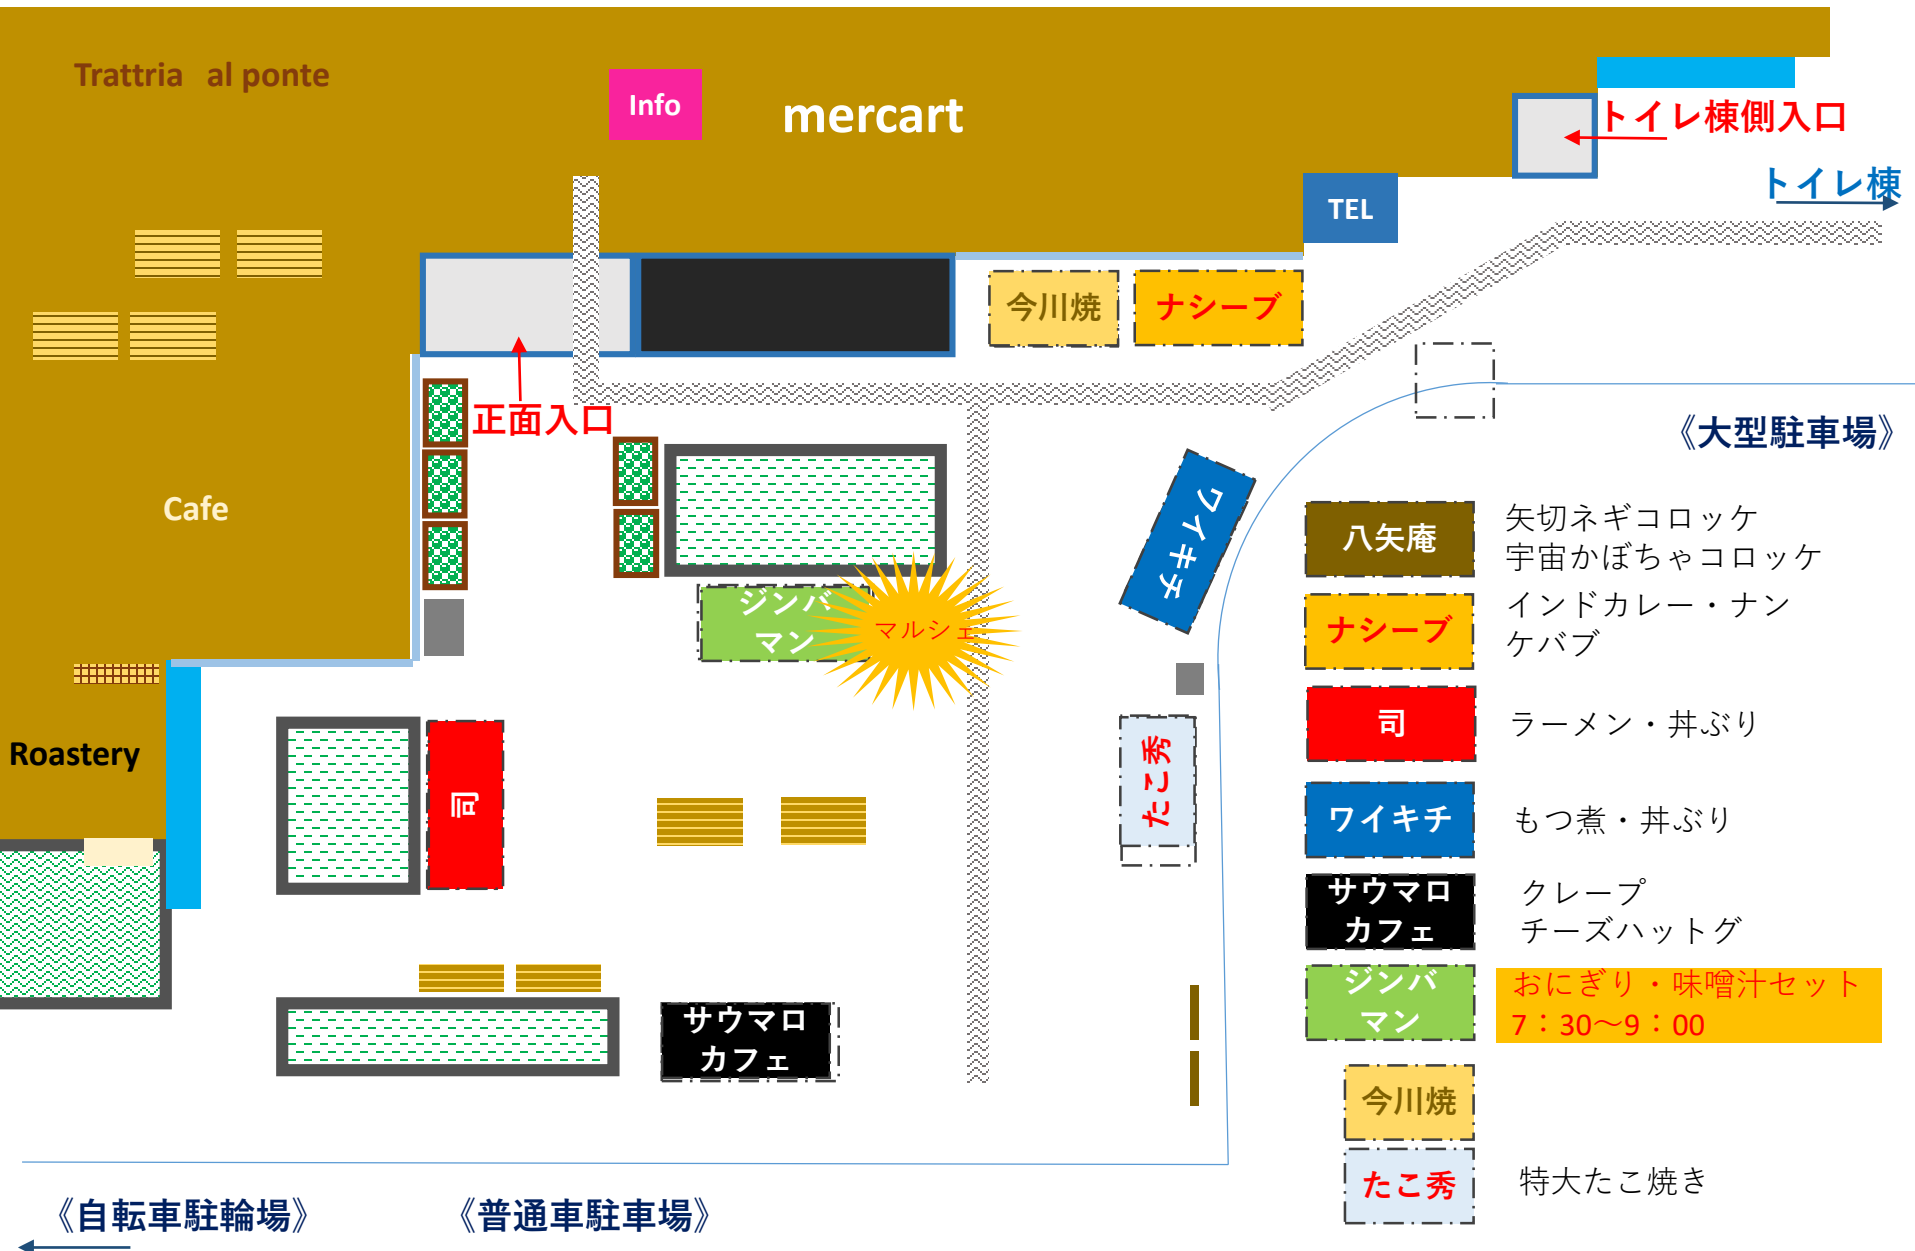 Trattria al ponte
Info
mercart
トイレ棟側入口
トイレ棟
TEL
今川焼
ナシーブ
正面入口
《大型駐車場》
Cafe
ワイキチ
ジンバ
マン
マルシェ
Roastery
司
たこ秀
サウマロ
カフェ
八矢庵
矢切ネギコロッケ
宇宙かぼちゃコロッケ
ナシーブ
インドカレー・ナン
ケバブ
司
ラーメン・丼ぶり
ワイキチ
もつ煮・丼ぶり
サウマロ
カフェ
クレープ
チーズハットグ
ジンバ
マン
おにぎり・味噌汁セット
7：30～9：00
今川焼
たこ秀
特大たこ焼き
《自転車駐輪場》
《普通車駐車場》